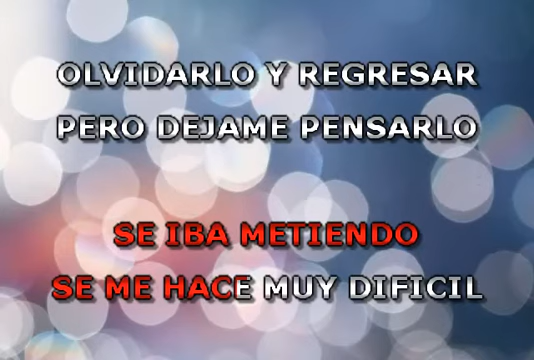 OLVIDARLO Y REGRESAR
PERO DEJAME PENSARLO
SE IBA METIENDO
SE ME HACE MUY DIFICIL